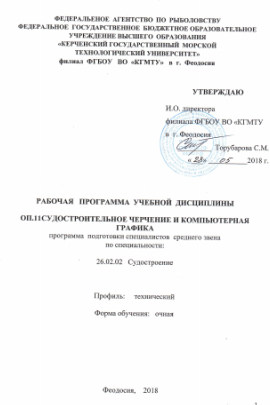 ФЕДЕРАЛЬНОЕ АГЕНТСТВО ПО РЫБОЛОВСТВУ
ФЕДЕРАЛЬНОЕ ГОСУДАРСТВЕННОЕ БЮДЖЕТНОЕ ОБРАЗОВАТЕЛЬНОЕ
УЧРЕЖДЕНИЕ ВЫСШЕГО ОБРАЗОВАНИЯ
«КЕРЧЕНСКИЙ ГОСУДАРСТВЕННЫЙ МОРСКОЙ
ТЕХНОЛОГИЧЕСКИЙ УНИВЕРСИТЕТ»
филиал ФГБОУ ВО «КГМТУ» в г. Феодосия
УТВЕРЖДАЮ
И.О. директора
филиала ФГБОУ ВО «КГМТУ
в г. Феодосия
Торубарова С.М.
«28» 05 2018 г.
РАБОЧАЯ ПРОГРАММА УЧЕБНОЙ ДИСЦИПЛИНЫ
ОП.11СУДОСТРОИТЕЛЬНОЕ ЧЕРЧЕНИЕ И КОМПЬЮТЕРНАЯ
ГРАФИКА
программа подготовки специалистов среднего звена
по специальности:
26.02.02 Судостроение
Профиль: технический
Форма обучения: очная
Феодосия, 2018